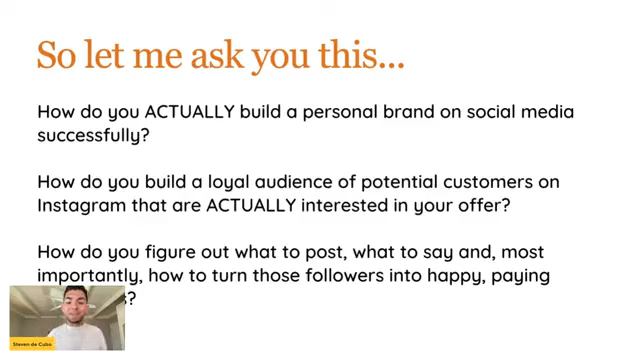 So let me ask you this...
How do you ACTUALLY build a personal brand on social media
successfully?
How do you build a loyal audience of potential customers on
Instagram that are ACTUALLY interested in your offer?
How do you figure out what to post, what to say and, most
importantly, how to turn those followers into happy, paying
?
Steven de Cubo